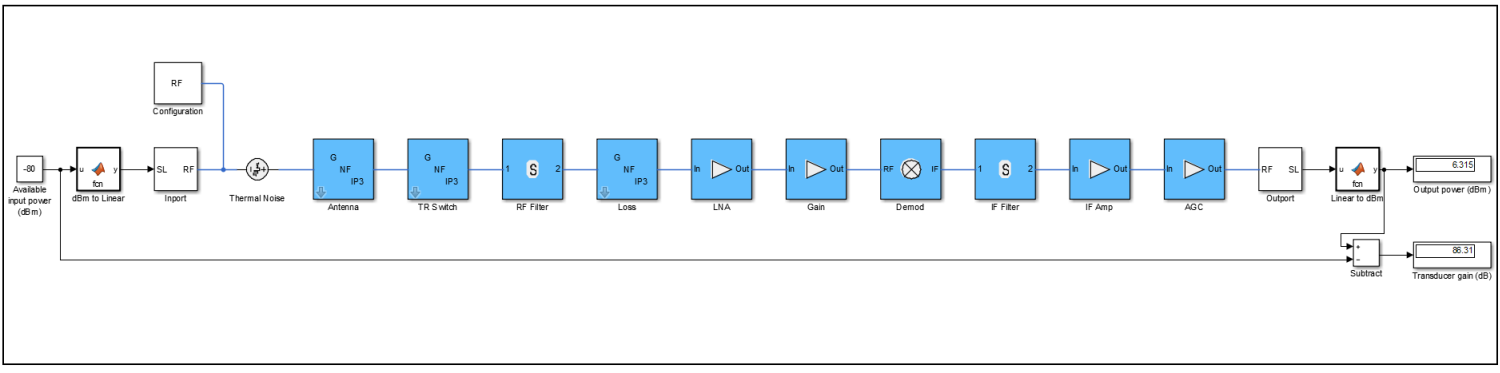 RF
Configuration
-80
Available
input power
(dBm)
u
y
fcn
dBm to Linear
SL
RF
Inport
Thermal Noise
G
NF
IP3
Antenna
G
NF
IP3
TR Switch
1
S
2
RF Filter
G
NF
IP3
Loss
In
Out
LNA
In
Out
Gain
RF
IF
Demod
1
S
2
IF Filter
In
Out
IF Amp
In
Out
AGC
RF
SL
Outport
u
y
fcn
Linear to dBm
6.315
Output power (dBm)
+
−
Subtract
86.31
Transducer gain (dB)